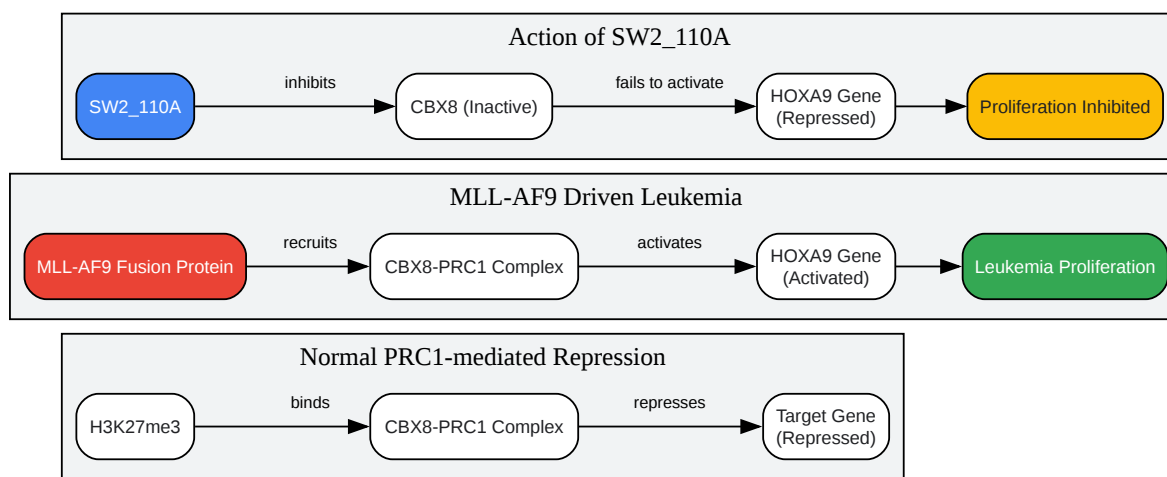 Action of SW2_110A
inhibits
fails to activate
SW2_110A
CBX8 (Inactive)
HOXA9 Gene
(Repressed)
Proliferation Inhibited
MLL-AF9 Driven Leukemia
recruits
activates
MLL-AF9 Fusion Protein
CBX8-PRC1 Complex
HOXA9 Gene
(Activated)
Leukemia Proliferation
Normal PRC1-mediated Repression
binds
represses
H3K27me3
CBX8-PRC1 Complex
Target Gene
(Repressed)